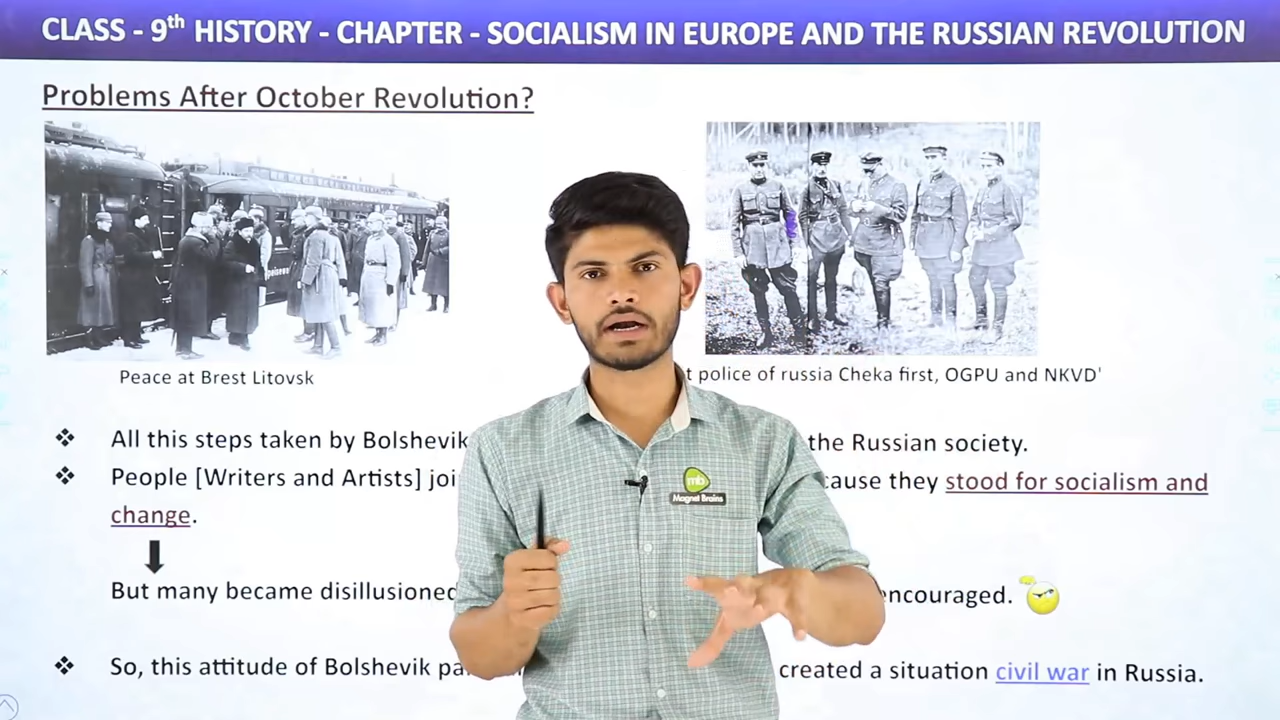 CLASS - 9th HISTORY - CHAPTER - SOCIALISM IN EUROPE AND THE RUSSIAN REVOLUTION
Problems After October Revolution?
Peace at Brest Litovsk
t police of russia Cheka first, OGPU and NKVD'
All this steps taken by Bolshevik the Russian society.
People [Writers and Artists] joi cause they stood for socialism and
change.
But many became disillusioned encouraged.
So, this attitude of Bolshevik pa created a situation civil war in Russia.
mb
Magnet Brains